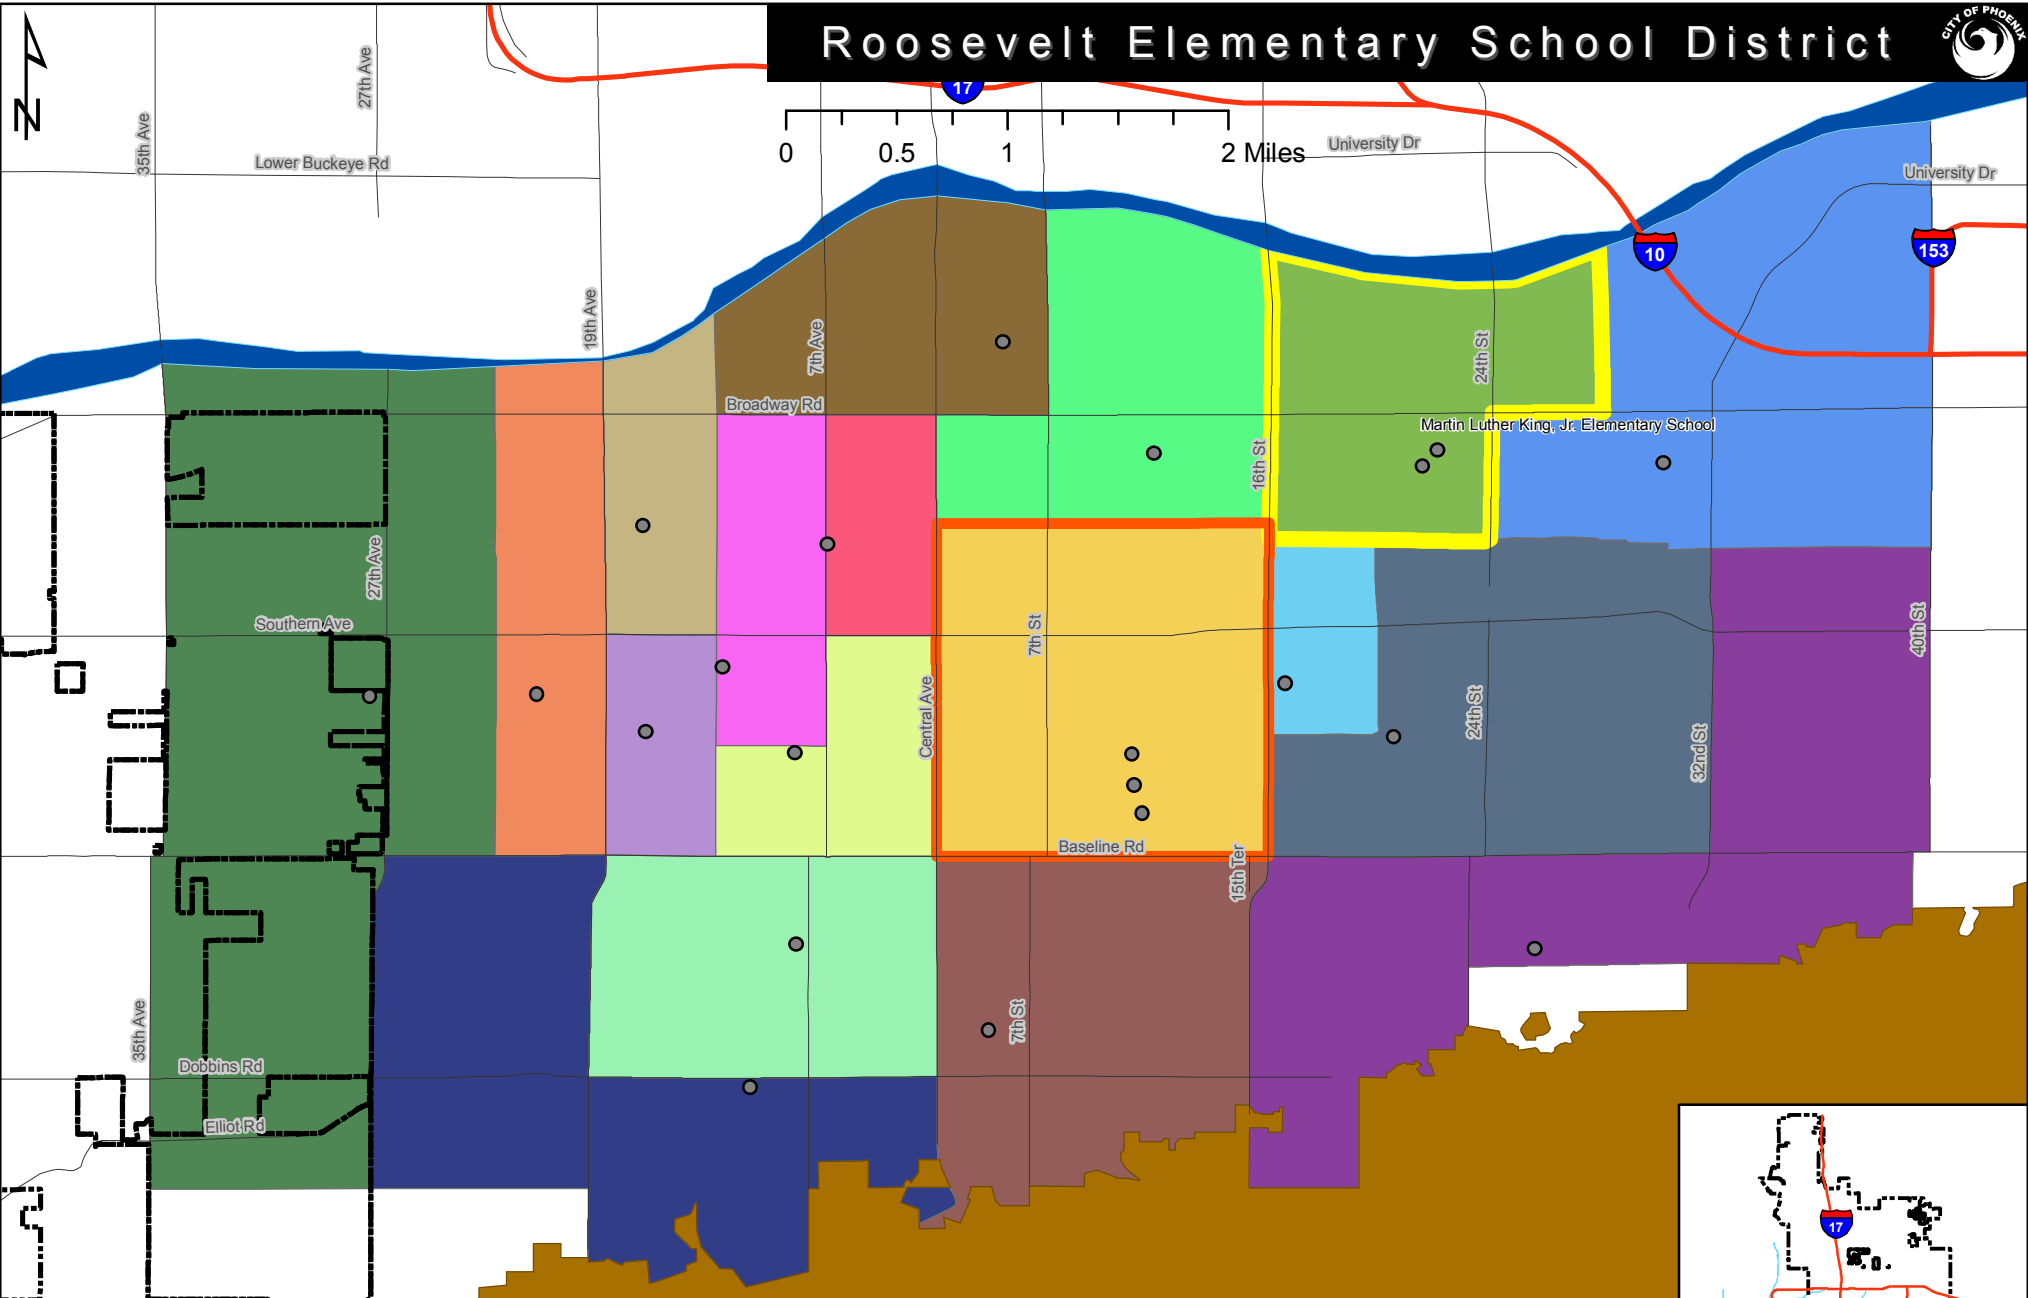 Roosevelt Elementary School District
CITY OF PHOENIX
N
35th Ave
27th Ave
Lower Buckeye Rd
17
0 0.5 1 2 Miles
University Dr
University Dr
10
153
19th Ave
7th Ave
24th St
Broadway Rd
16th St
Martin Luther King, Jr. Elementary School
27th Ave
Southern Ave
7th St
40th St
Central Ave
24th St
32nd St
Baseline Rd
15th Ter
35th Ave
7th St
Dobbins Rd
Elliot Rd
17